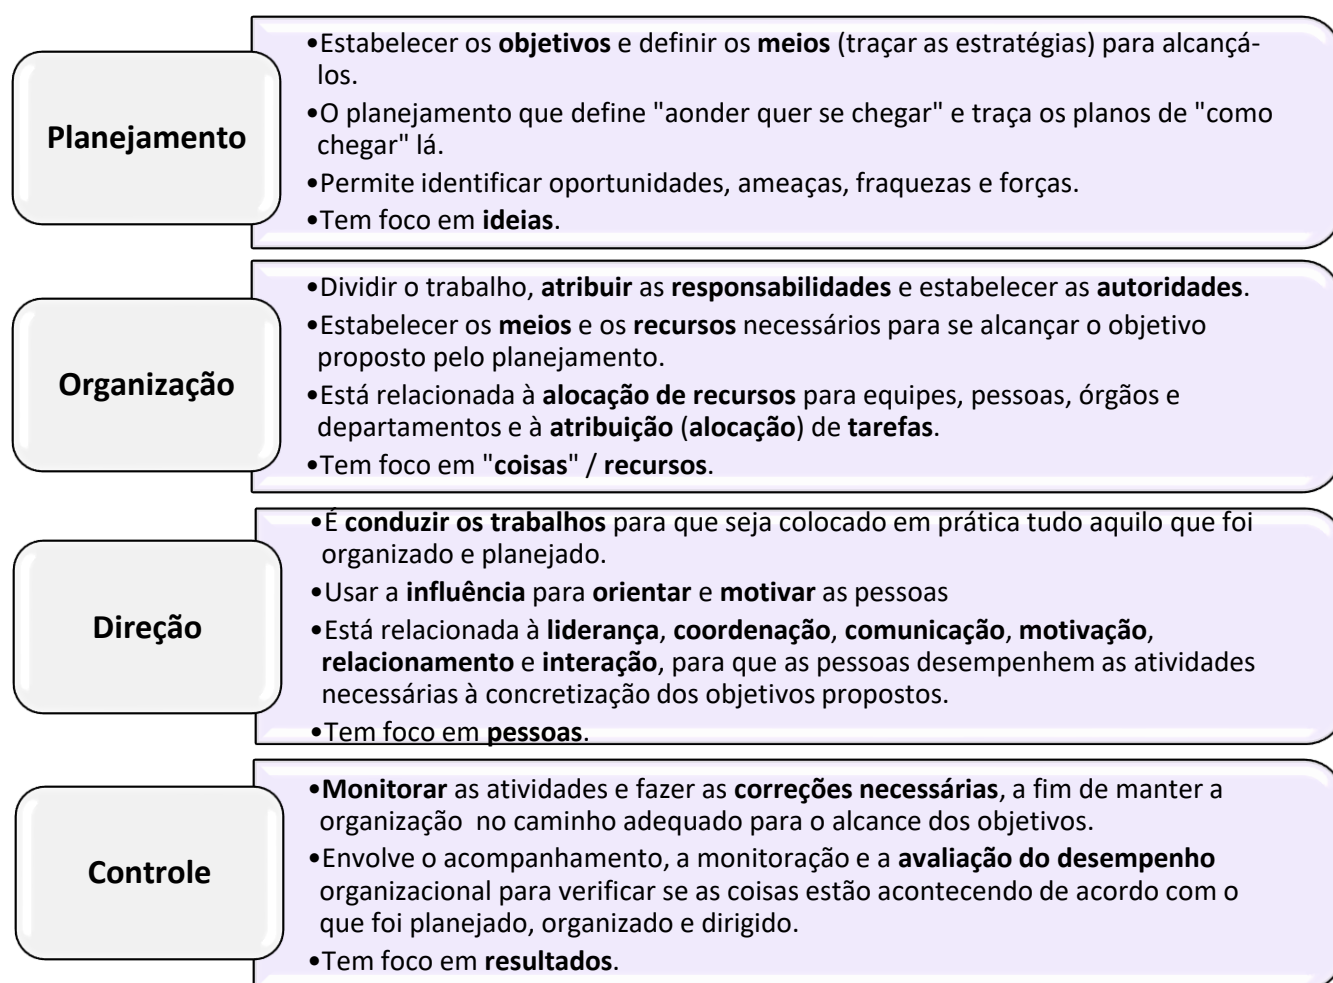 Planejamento
•Estabelecer os objetivos e definir os meios (traçar as estratégias) para alcançá-
los.
•O planejamento que define "aonder quer se chegar" e traça os planos de "como
chegar" lá.
•Permite identificar oportunidades, ameaças, fraquezas e forças.
•Tem foco em ideias.
Organização
•Dividir o trabalho, atribuir as responsabilidades e estabelecer as autoridades.
•Estabelecer os meios e os recursos necessários para se alcançar o objetivo
proposto pelo planejamento.
•Está relacionada à alocação de recursos para equipes, pessoas, órgãos e
departamentos e à atribuição (alocação) de tarefas.
•Tem foco em "coisas" / recursos.
Direção
•É conduzir os trabalhos para que seja colocado em prática tudo aquilo que foi
organizado e planejado.
•Usar a influência para orientar e motivar as pessoas
•Está relacionada à liderança, coordenação, comunicação, motivação,
relacionamento e interação, para que as pessoas desempenhem as atividades
necessárias à concretização dos objetivos propostos.
•Tem foco em pessoas.
Controle
•Monitorar as atividades e fazer as correções necessárias, a fim de manter a
organização no caminho adequado para o alcance dos objetivos.
•Envolve o acompanhamento, a monitoração e a avaliação do desempenho
organizacional para verificar se as coisas estão acontecendo de acordo com o
que foi planejado, organizado e dirigido.
•Tem foco em resultados.